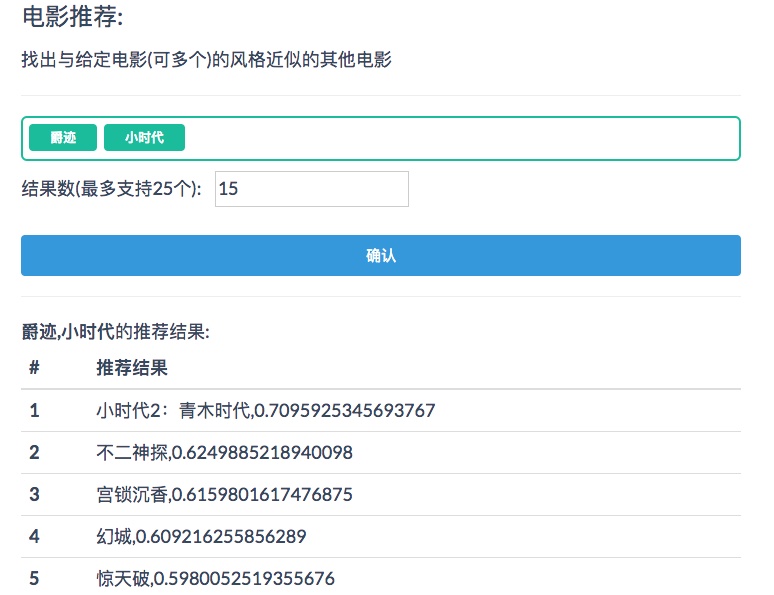 电影推荐:
找出与给定电影(可多个)的风格近似的其他电影
爵迹 小时代
结果数(最多支持25个): 15
确认
爵迹,小时代的推荐结果:
# 推荐结果
1 小时代2：青木时代,0.7095925345693767
2 不二神探,0.6249885218940098
3 宫锁沉香,0.6159801617476875
4 幻城,0.609216255856289
5 惊天破,0.5980052519355676